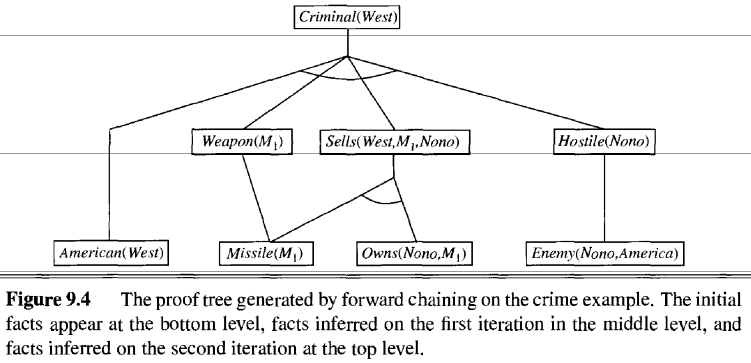 Criminal(West)
Weapon(M₁) Sells(West,M₁,Nono) Hostile(Nono)
American(West) Missile(M₁) Owns(Nono,M₁) Enemy(Nono,America)
Figure 9.4 The proof tree generated by forward chaining on the crime example. The initial
facts appear at the bottom level, facts inferred on the first iteration in the middle level, and
facts inferred on the second iteration at the top level.